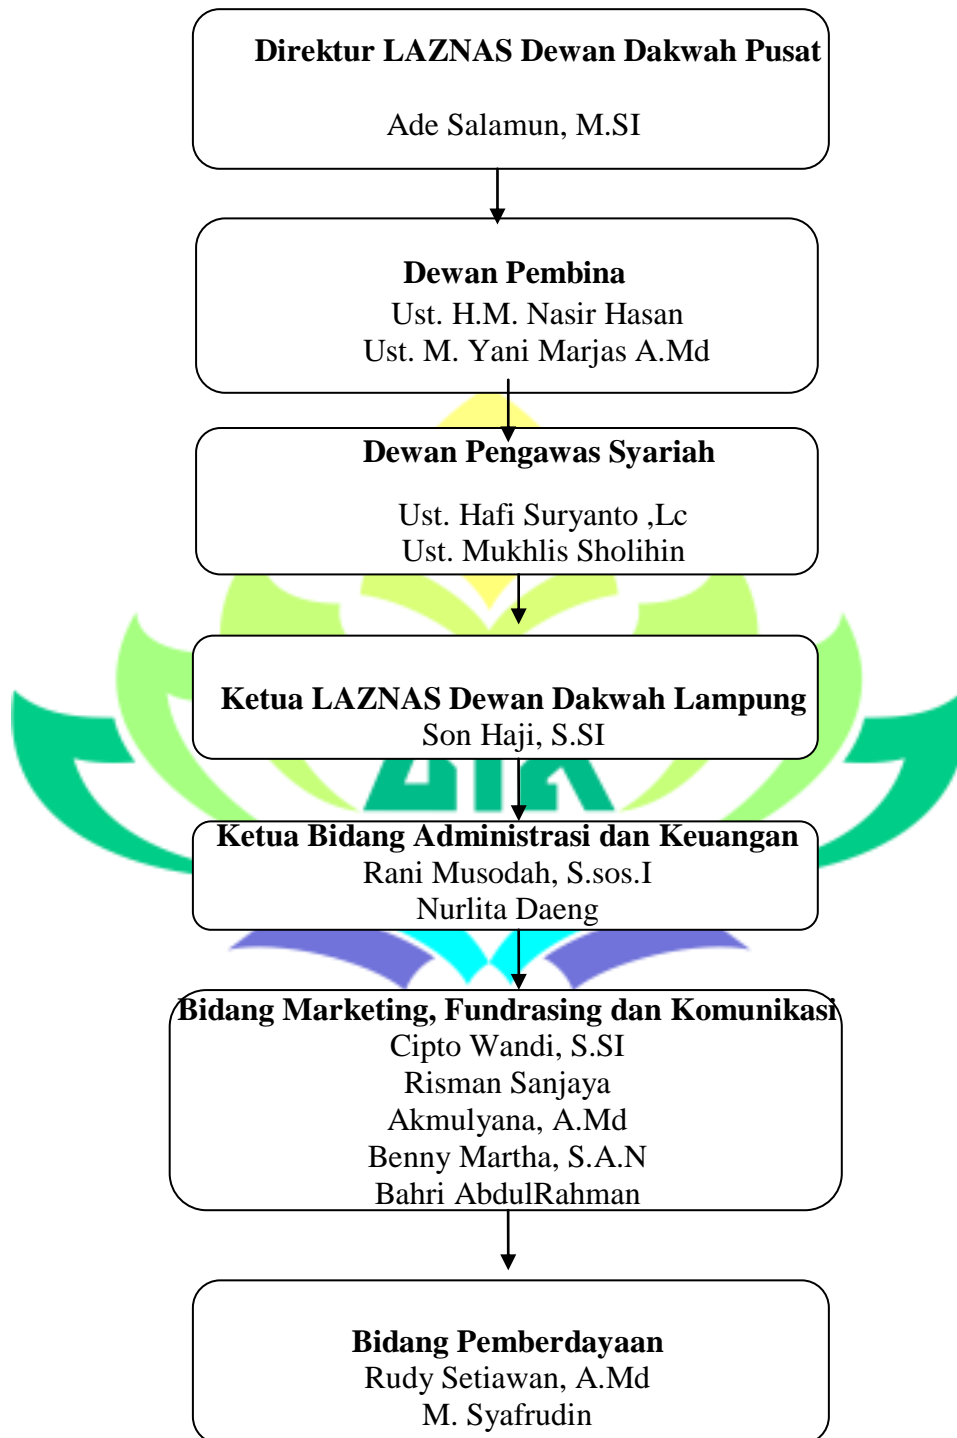 Direktur LAZNAS Dewan Dakwah Pusat
Ade Salamun, M.SI
Dewan Pembina
Ust. H.M. Nasir Hasan
Ust. M. Yani Marjas A.Md
Dewan Pengawas Syariah
Ust. Hafi Suryanto ,Lc
Ust. Mukhlis Sholihin
Ketua LAZNAS Dewan Dakwah Lampung
Son Haji, S.SI
Ketua Bidang Administrasi dan Keuangan
Rani Musodah, S.sos.I
Nurlita Daeng
Bidang Marketing, Fundrasing dan Komunikasi
Cipto Wandi, S.SI
Risman Sanjaya
Akmulyana, A.Md
Benny Martha, S.A.N
Bahri AbdulRahman
Bidang Pemberdayaan
Rudy Setiawan, A.Md
M. Syafrudin